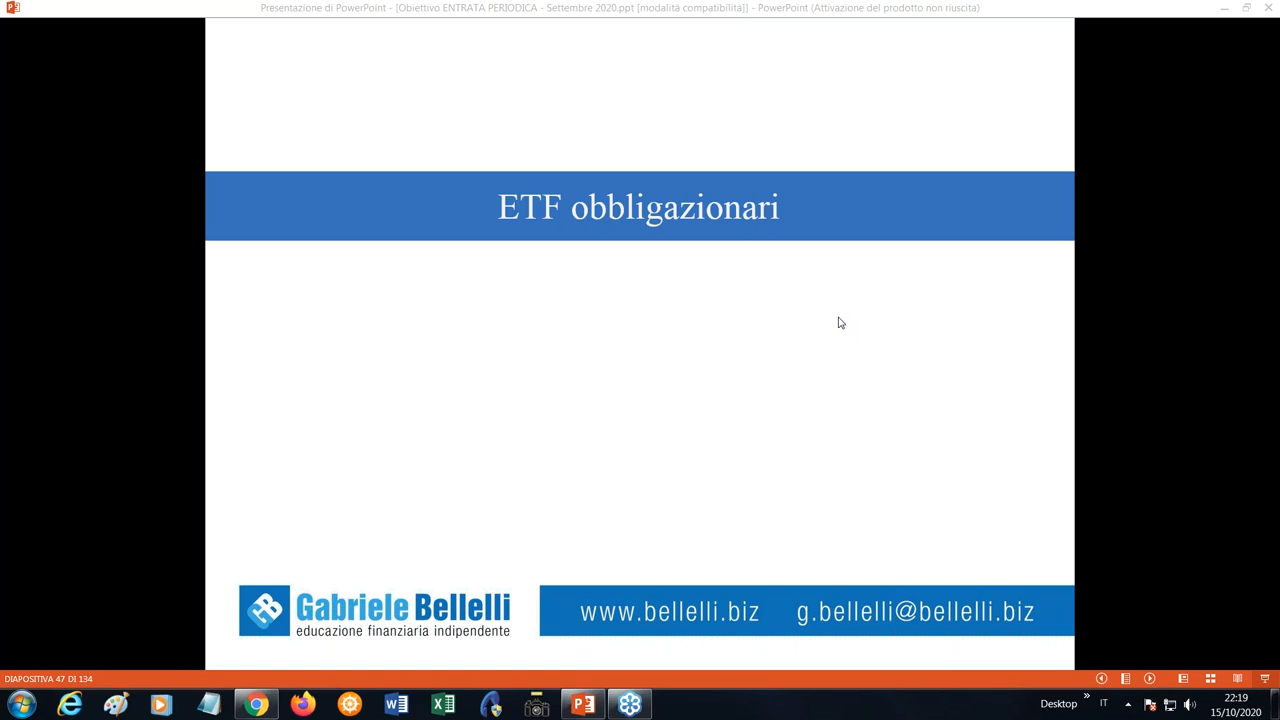 Presentazione di PowerPoint - [Obiettivo ENTRATA PERIODICA - Settembre 2020.ppt [modalità compatibilità]] - PowerPoint (Attivazione del prodotto non riuscita)
ETF obbligazionari
Gabriele Bellelli
educazione finanziaria indipendente
www.bellelli.biz g.bellelli@bellelli.biz
DIAPOSITIVA 47 DI 134
Desktop
IT
22:19
15/10/2020